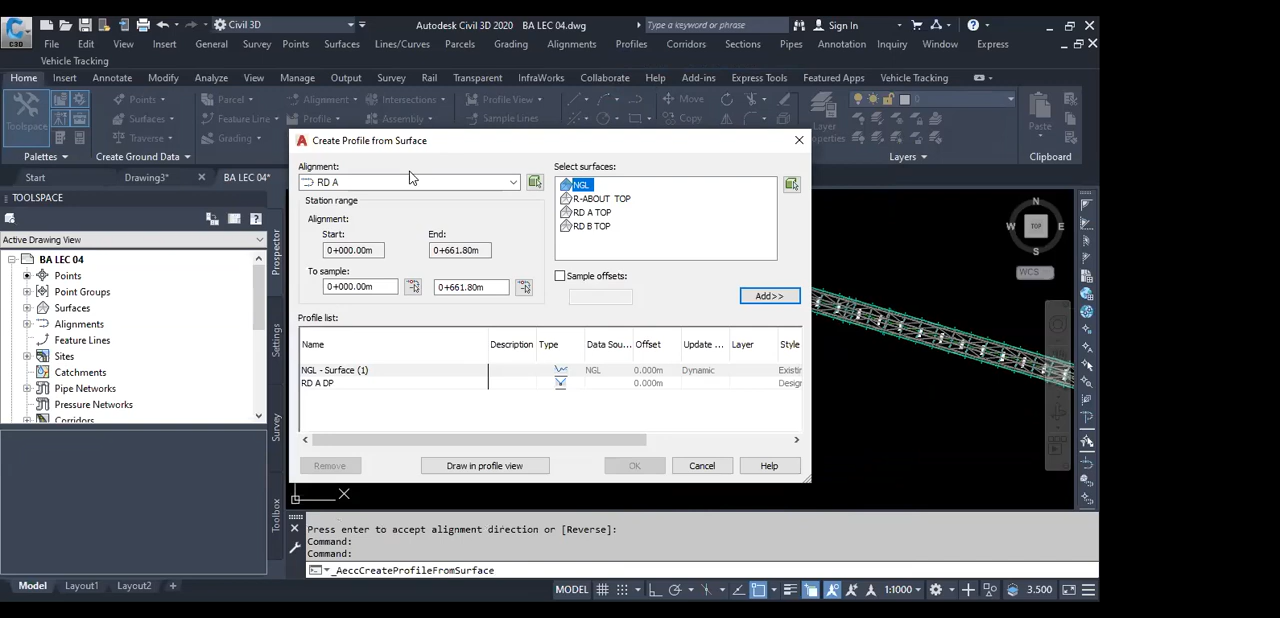 Civil 3D
Autodesk Civil 3D 2020 BA LEC 04.dwg
Type a keyword or phrase
Sign In
C3D
File Edit View Insert General Survey Points Surfaces Lines/Curves Parcels Grading Alignments Profiles Corridors Sections Pipes Annotation Inquiry Window Express
Vehicle Tracking
Home Insert Annotate Modify Analyze View Manage Output Survey Rail Transparent InfraWorks Collaborate Help Add-ins Express Tools Featured Apps Vehicle Tracking
Points Parcel Alignment Intersections Profile View Move
Toolspace Surfaces Feature Line Profile Assembly Sample Lines Copy Layer Properties Paste
Traverse Grading
Palettes Create Ground Data Layers Clipboard
Start Drawing3* BA LEC 04*
TOOLSPACE
Active Drawing View
BA LEC 04
Points
Point Groups
Surfaces
Alignments
Feature Lines
Sites
Catchments
Pipe Networks
Pressure Networks
Corridors
Prospector
Settings
Survey
Toolbox
Create Profile from Surface
Alignment:
RD A
Station range
Alignment:
Start: End:
0+000.00m 0+661.80m
To sample:
0+000.00m 0+661.80m
Select surfaces:
NGL
R-ABOUT TOP
RD A TOP
RD B TOP
Sample offsets:
Add>>
Profile list:
Name Description Type Data Sou... Offset Update ... Layer Style
NGL - Surface (1) NGL 0.000m Dynamic Existin
RD A DP 0.000m Design
Remove Draw in profile view OK Cancel Help
N
W TOP E
S
WCS
X
Press enter to accept alignment direction or [Reverse]:
Command:
Command:
_AeccCreateProfileFromSurface
Model Layout1 Layout2 +
MODEL 1:1000 3.500